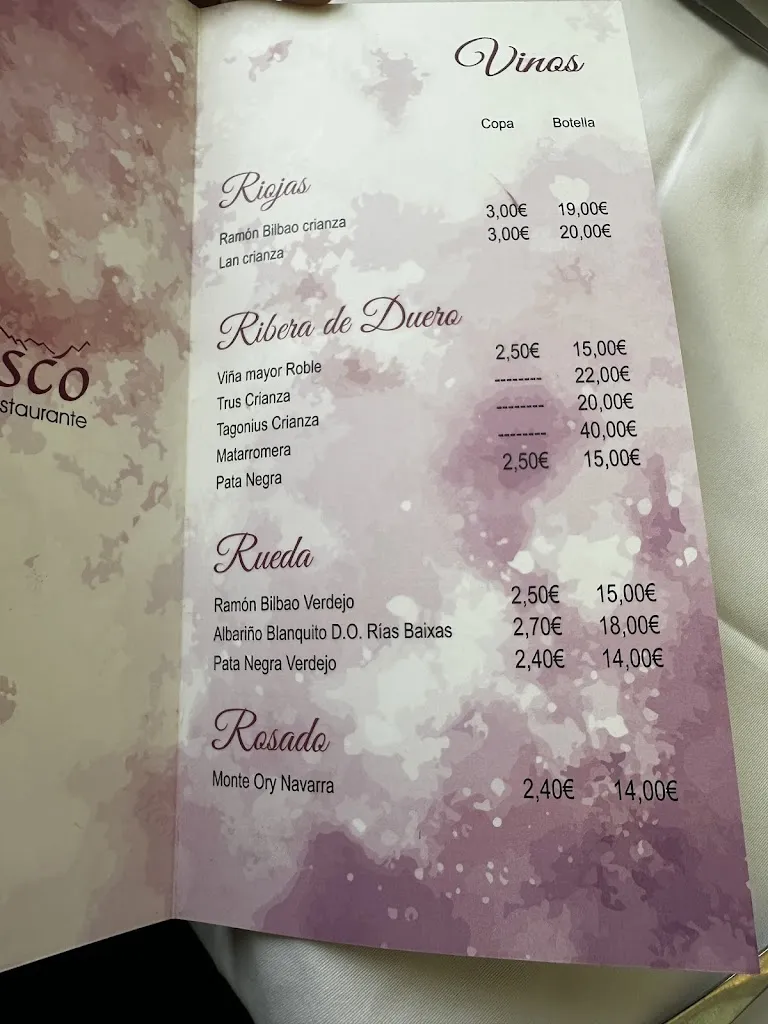 sco
staurante
Vinos
Copa Botella
Riojas
Ramón Bilbao crianza 3,00€ 19,00€
Lan crianza 3,00€ 20,00€
Ribera de Duero
Viña mayor Roble 2,50€ 15,00€
Trus Crianza -------- 22,00€
Tagonius Crianza -------- 20,00€
Matarromera -------- 40,00€
Pata Negra 2,50€ 15,00€
Rueda
Ramón Bilbao Verdejo 2,50€ 15,00€
Albariño Blanquito D.O. Rías Baixas 2,70€ 18,00€
Pata Negra Verdejo 2,40€ 14,00€
Rosado
Monte Ory Navarra 2,40€ 14,00€